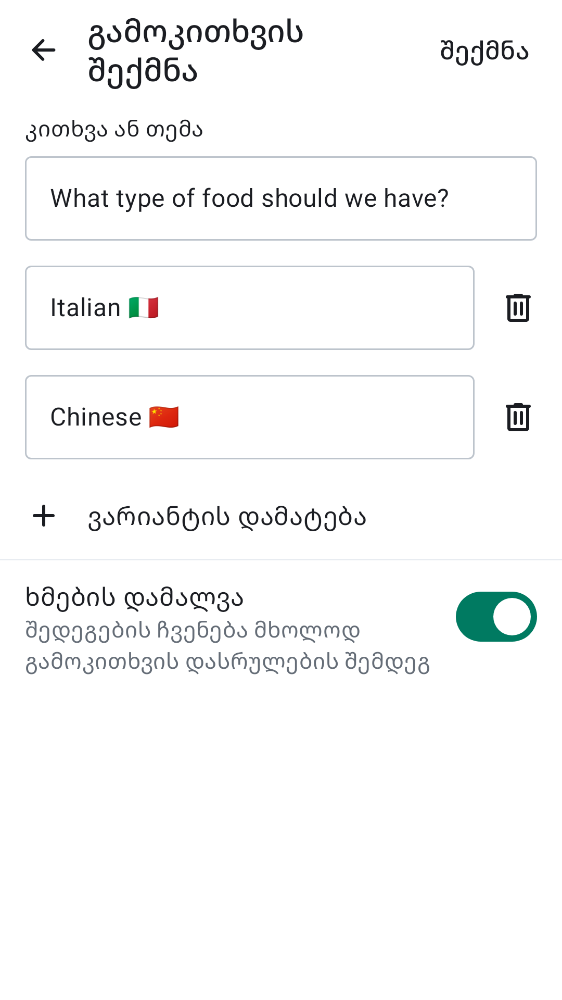 გამოკითხვის
შექმნა
შექმნა
კითხვა ან თემა
What type of food should we have?
Italian 🇮🇹
Chinese 🇨🇳
ვარიანტის დამატება
ხმების დამალვა
შედეგების ჩვენება მხოლოდ
გამოკითხვის დასრულების შემდეგ